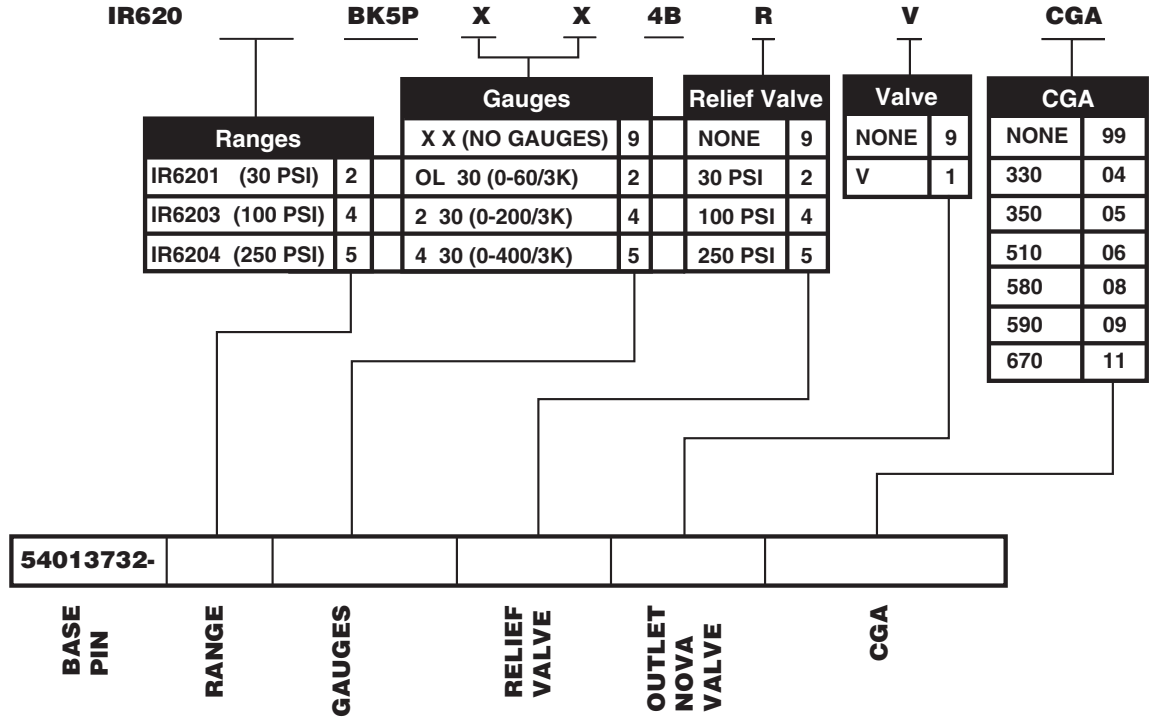 IR620 BK5P X X 4B R V CGA
Ranges
IR6201 (30 PSI) 2
IR6203 (100 PSI) 4
IR6204 (250 PSI) 5
Gauges
X X (NO GAUGES) 9
OL 30 (0-60/3K) 2
2 30 (0-200/3K) 4
4 30 (0-400/3K) 5
Relief Valve
NONE 9
30 PSI 2
100 PSI 4
250 PSI 5
Valve
NONE 9
V 1
CGA
NONE 99
330 04
350 05
510 06
580 08
590 09
670 11
54013732-
BASE
PIN
RANGE
GAUGES
RELIEF
VALVE
OUTLET
NOVA
VALVE
CGA